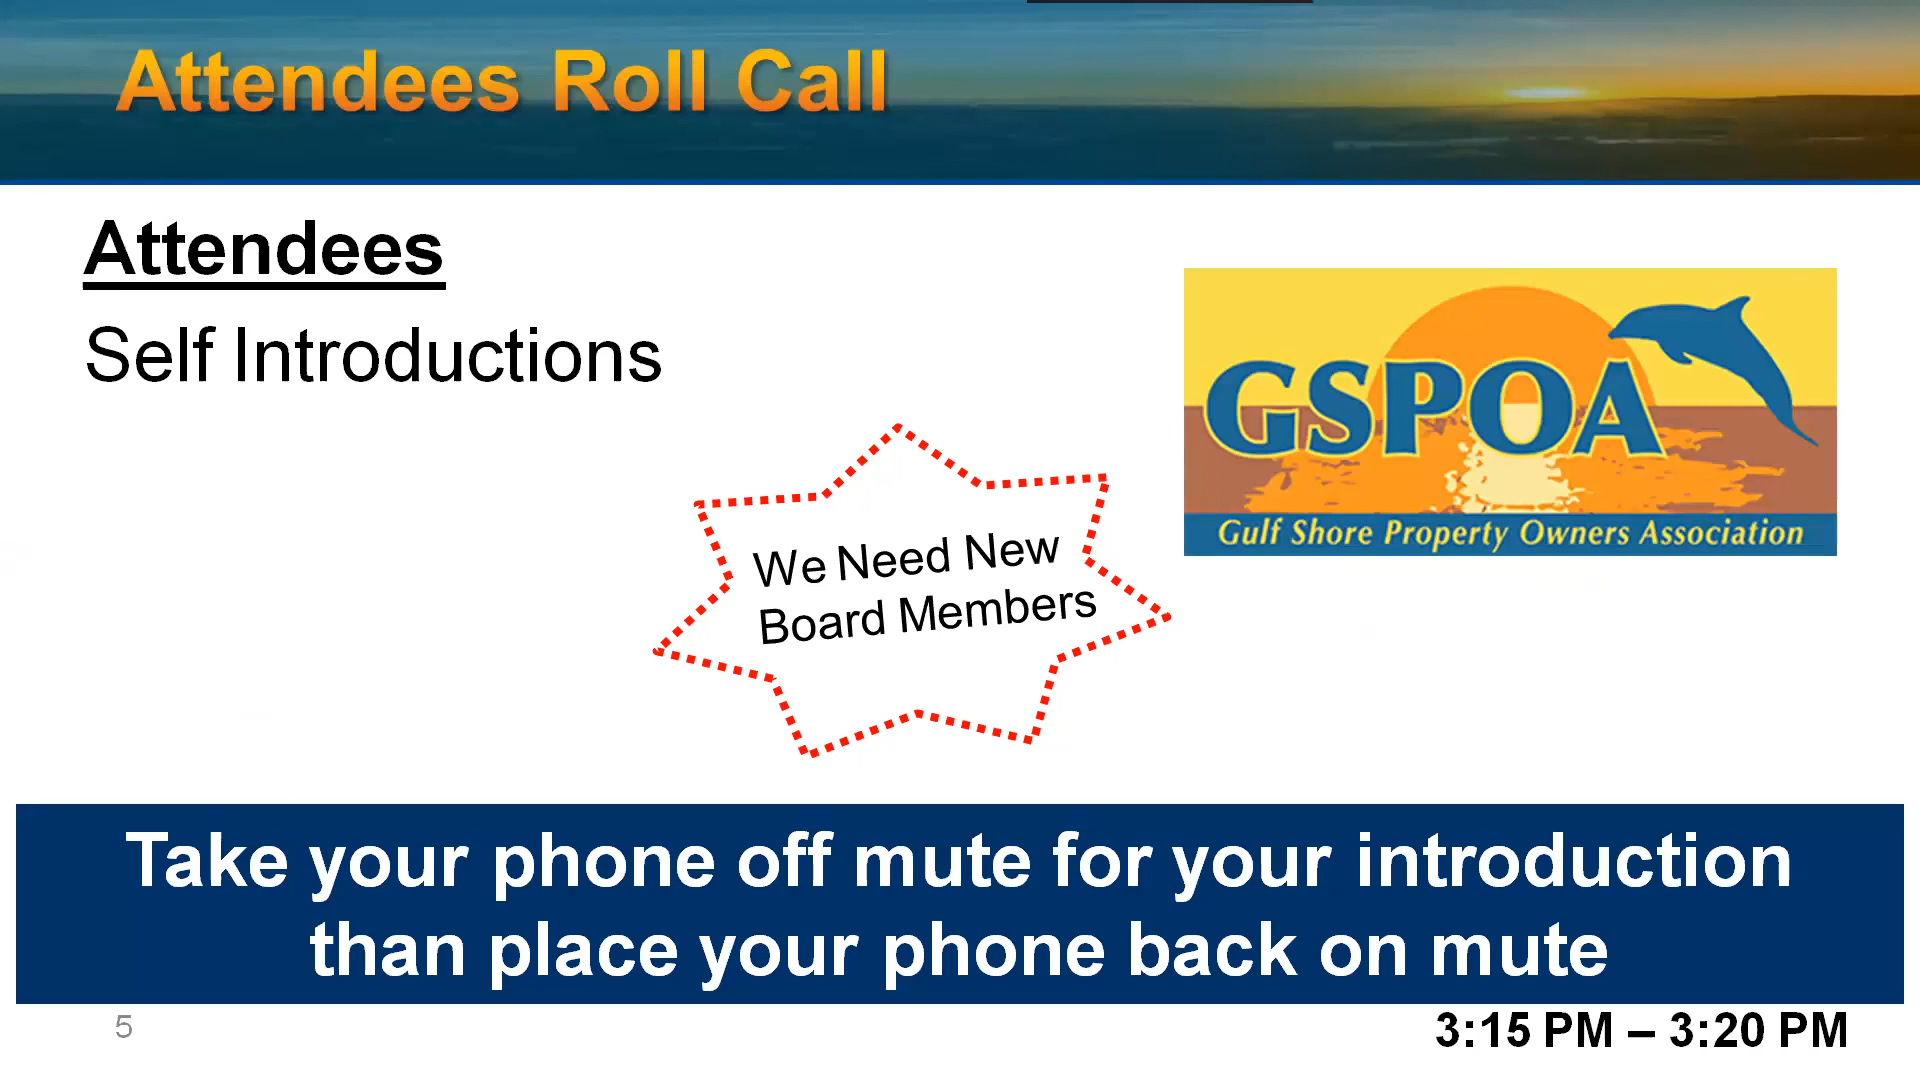 Attendees Roll Call
Attendees
Self Introductions
GSPOA
Gulf Shore Property Owners Association
We Need New
Board Members
Take your phone off mute for your introduction
than place your phone back on mute
5
3:15 PM – 3:20 PM